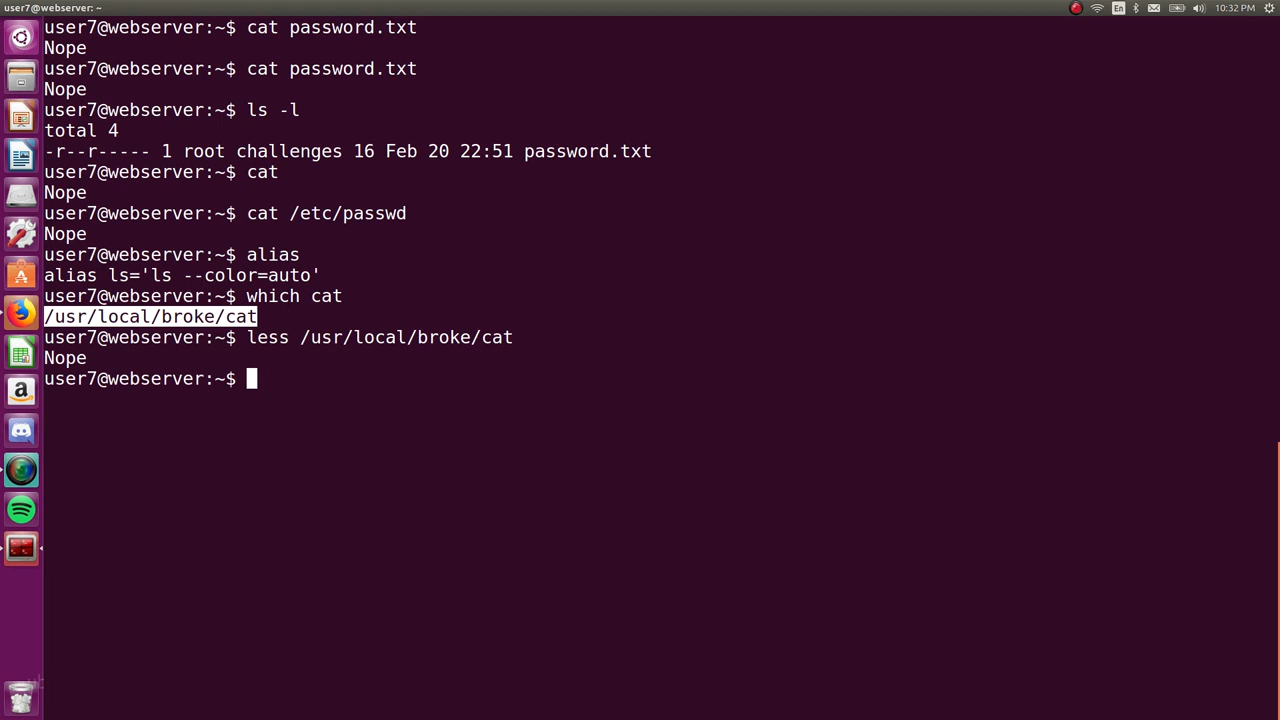 user7@webserver: ~
En
10:32 PM
user7@webserver:~$ cat password.txt
Nope
user7@webserver:~$ cat password.txt
Nope
user7@webserver:~$ ls -l
total 4
-r--r----- 1 root challenges 16 Feb 20 22:51 password.txt
user7@webserver:~$ cat
Nope
user7@webserver:~$ cat /etc/passwd
Nope
user7@webserver:~$ alias
alias ls='ls --color=auto'
user7@webserver:~$ which cat
/usr/local/broke/cat
user7@webserver:~$ less /usr/local/broke/cat
Nope
user7@webserver:~$